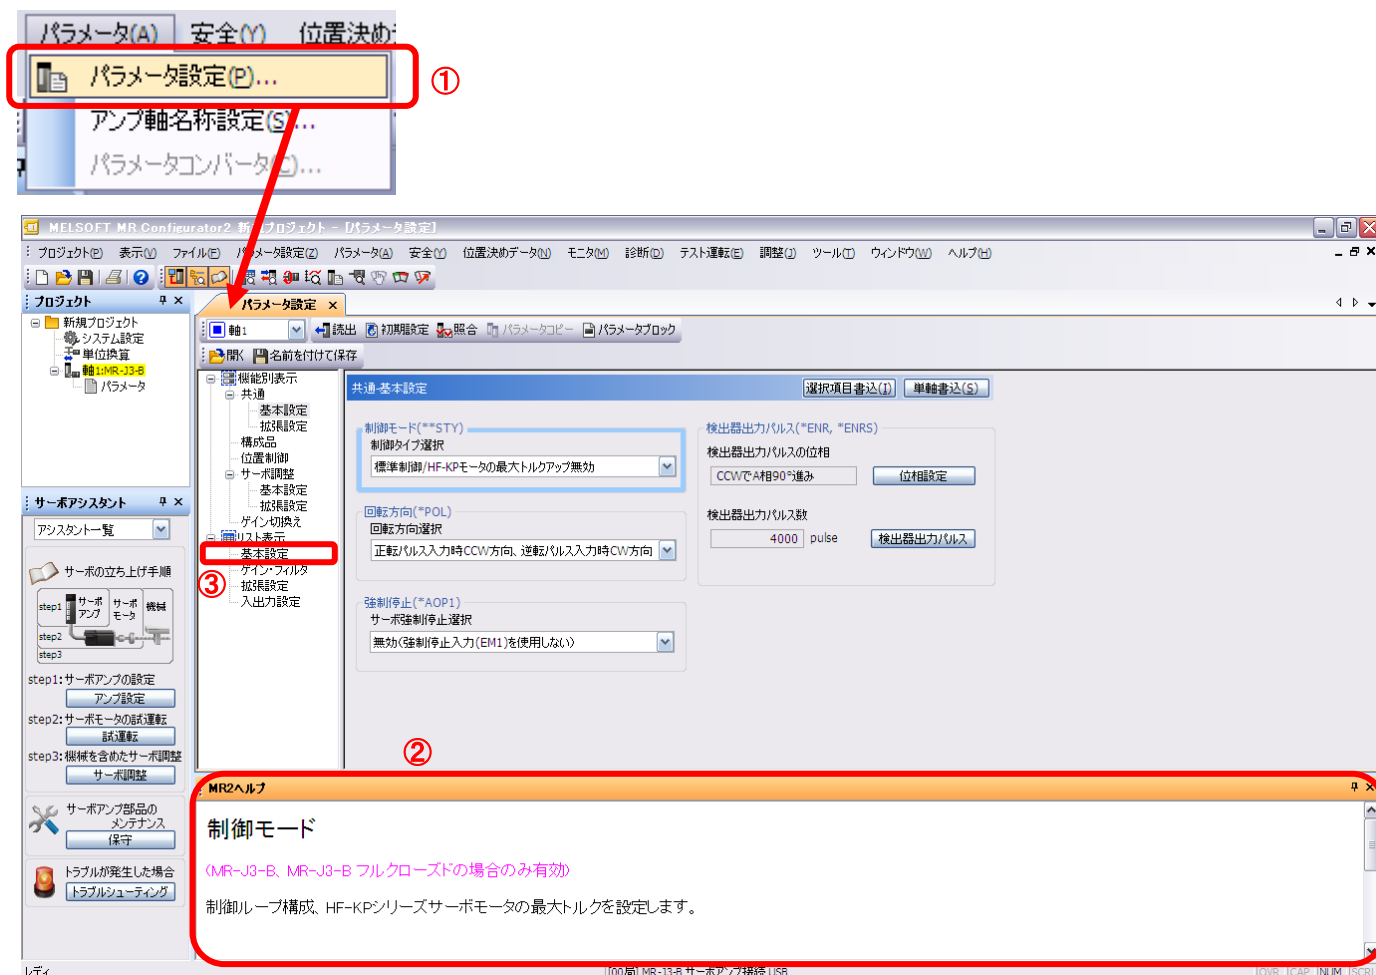 パラメータ(A) 安全(Y) 位置決め
パラメータ設定(P)...
①
アンプ軸名称設定(S)...
パラメータコンバータ(C)...
MELSOFT MR Configurator2 新規プロジェクト - [パラメータ設定]
プロジェクト(P) 表示(V) ファイル(F) パラメータ設定(Z) パラメータ(A) 安全(Y) 位置決めデータ(N) モニタ(M) 診断(D) テスト運転(E) 調整(J) ツール(T) ウィンドウ(W) ヘルプ(H)
プロジェクト
新規プロジェクト
システム設定
単位換算
軸1:MR-J3-B
パラメータ
サーボアシスタント
アシスタント一覧
サーボの立ち上げ手順
step1 サーボアンプ サーボモータ 機械
step2
step3
step1:サーボアンプの設定
アンプ設定
step2:サーボモータの試運転
試運転
step3:機械を含めたサーボ調整
サーボ調整
サーボアンプ部品の
メンテナンス
保守
トラブルが発生した場合
トラブルシューティング
パラメータ設定
軸1 読出 初期設定 照合 パラメータコピー パラメータブロック
開く 名前を付けて保存
機能別表示
共通
基本設定
拡張設定
構成品
位置制御
サーボ調整
基本設定
拡張設定
ゲイン切換え
リスト表示
基本設定
③
ゲイン・フィルタ
拡張設定
入出力設定
共通-基本設定 選択項目書込(I) 単軸書込(S)
制御モード(**STY)
制御タイプ選択
標準制御/HF-KPモータの最大トルクアップ無効
回転方向(*POL)
回転方向選択
正転パルス入力時CCW方向、逆転パルス入力時CW方向
強制停止(*AOP1)
サーボ強制停止選択
無効(強制停止入力(EM1)を使用しない)
検出器出力パルス(*ENR, *ENRS)
検出器出力パルスの位相
CCWでA相90°進み 位相設定
検出器出力パルス数
4000 pulse 検出器出力パルス
②
MR2ヘルプ
制御モード
(MR-J3-B、MR-J3-B フルクローズドの場合のみ有効)
制御ループ構成、HF-KPシリーズサーボモータの最大トルクを設定します。
レディ [00局] MR-J3-B サーボアンプ接続 USB OVR CAP NUM SCRL